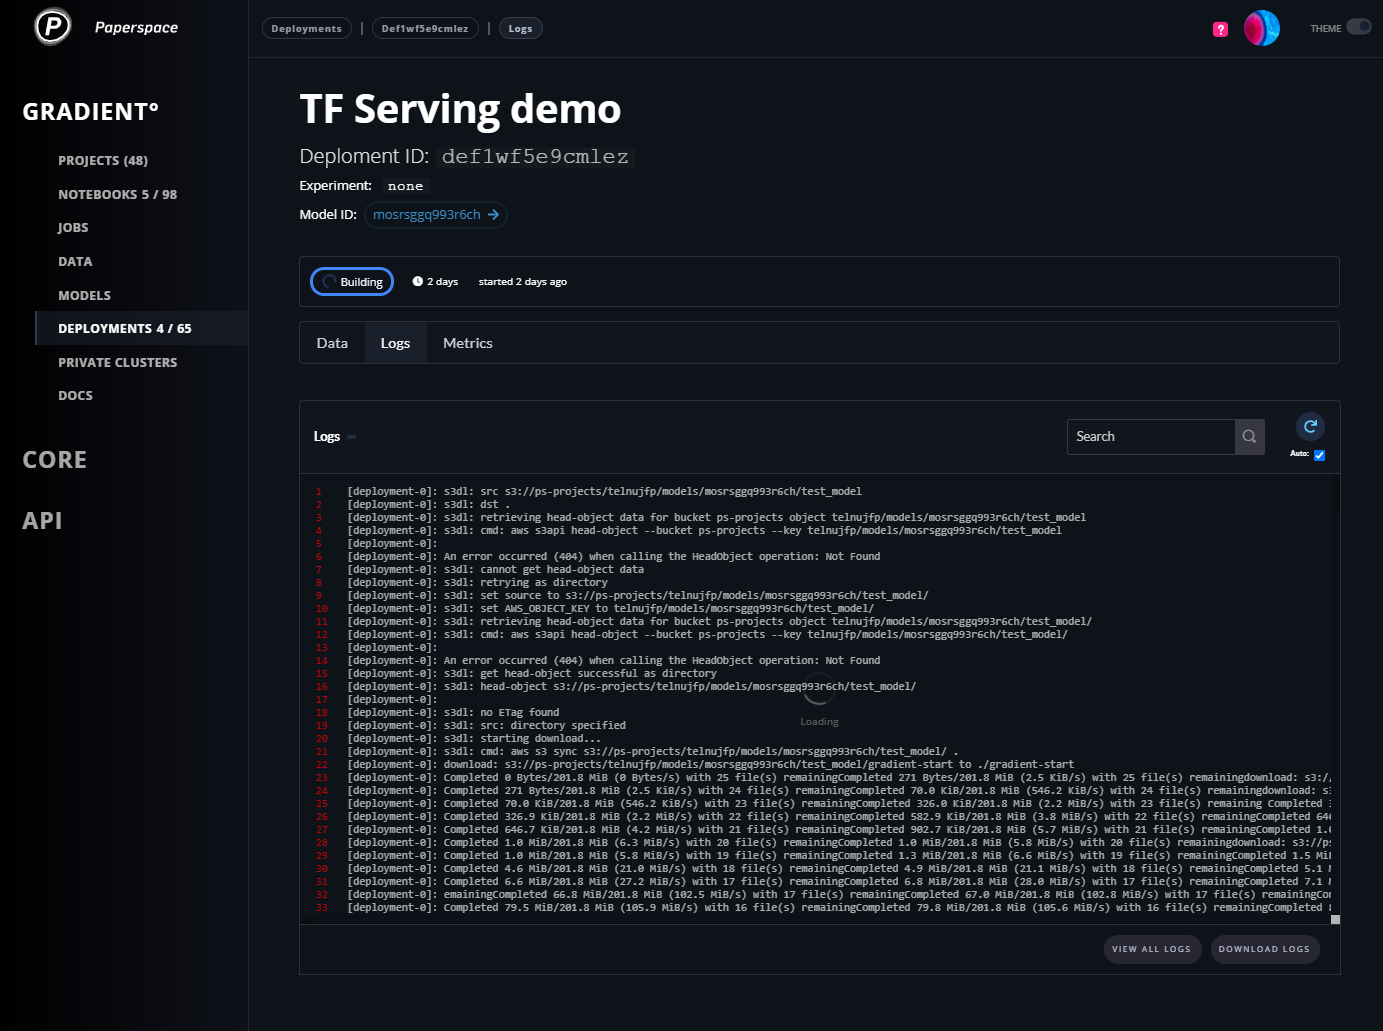 P Paperspace
Deployments | Def1wf5e9cmlez | Logs
?
THEME
GRADIENT°
PROJECTS (48)
NOTEBOOKS 5 / 98
JOBS
DATA
MODELS
DEPLOYMENTS 4 / 65
PRIVATE CLUSTERS
DOCS
CORE
API
TF Serving demo
Deploment ID: def1wf5e9cmlez
Experiment: none
Model ID: mosrsggq993r6ch →
Building 2 days started 2 days ago
Data Logs Metrics
Logs
Search
Auto:
1 [deployment-0]: s3dl: src s3://ps-projects/telnujfp/models/mosrsggq993r6ch/test_model
2 [deployment-0]: s3dl: dst .
3 [deployment-0]: s3dl: retrieving head-object data for bucket ps-projects object telnujfp/models/mosrsggq993r6ch/test_model
4 [deployment-0]: s3dl: cmd: aws s3api head-object --bucket ps-projects --key telnujfp/models/mosrsggq993r6ch/test_model
5 [deployment-0]:
6 [deployment-0]: An error occurred (404) when calling the HeadObject operation: Not Found
7 [deployment-0]: s3dl: cannot get head-object data
8 [deployment-0]: s3dl: retrying as directory
9 [deployment-0]: s3dl: set source to s3://ps-projects/telnujfp/models/mosrsggq993r6ch/test_model/
10 [deployment-0]: s3dl: set AWS_OBJECT_KEY to telnujfp/models/mosrsggq993r6ch/test_model/
11 [deployment-0]: s3dl: retrieving head-object data for bucket ps-projects object telnujfp/models/mosrsggq993r6ch/test_model/
12 [deployment-0]: s3dl: cmd: aws s3api head-object --bucket ps-projects --key telnujfp/models/mosrsggq993r6ch/test_model/
13 [deployment-0]:
14 [deployment-0]: An error occurred (404) when calling the HeadObject operation: Not Found
15 [deployment-0]: s3dl: get head-object successful as directory
16 [deployment-0]: s3dl: head-object s3://ps-projects/telnujfp/models/mosrsggq993r6ch/test_model/
17 [deployment-0]:
18 [deployment-0]: s3dl: no ETag found
19 [deployment-0]: s3dl: src: directory specified
20 [deployment-0]: s3dl: starting download...
21 [deployment-0]: s3dl: cmd: aws s3 sync s3://ps-projects/telnujfp/models/mosrsggq993r6ch/test_model/ .
22 [deployment-0]: download: s3://ps-projects/telnujfp/models/mosrsggq993r6ch/test_model/gradient-start to ./gradient-start
23 [deployment-0]: Completed 0 Bytes/201.8 MiB (0 Bytes/s) with 25 file(s) remainingCompleted 271 Bytes/201.8 MiB (2.5 KiB/s) with 25 file(s) remainingdownload: s3:/
24 [deployment-0]: Completed 271 Bytes/201.8 MiB (2.5 KiB/s) with 24 file(s) remainingCompleted 70.0 KiB/201.8 MiB (546.2 KiB/s) with 24 file(s) remainingdownload: s3
25 [deployment-0]: Completed 70.0 KiB/201.8 MiB (546.2 KiB/s) with 23 file(s) remainingCompleted 326.0 KiB/201.8 MiB (2.2 MiB/s) with 23 file(s) remaining Completed 3
26 [deployment-0]: Completed 326.9 KiB/201.8 MiB (2.2 MiB/s) with 22 file(s) remainingCompleted 582.9 KiB/201.8 MiB (3.8 MiB/s) with 22 file(s) remainingCompleted 646
27 [deployment-0]: Completed 646.7 KiB/201.8 MiB (4.2 MiB/s) with 21 file(s) remainingCompleted 902.7 KiB/201.8 MiB (5.7 MiB/s) with 21 file(s) remainingCompleted 1.0
28 [deployment-0]: Completed 1.0 MiB/201.8 MiB (6.3 MiB/s) with 20 file(s) remainingCompleted 1.0 MiB/201.8 MiB (5.8 MiB/s) with 20 file(s) remainingdownload: s3://ps
29 [deployment-0]: Completed 1.0 MiB/201.8 MiB (5.8 MiB/s) with 19 file(s) remainingCompleted 1.3 MiB/201.8 MiB (6.6 MiB/s) with 19 file(s) remainingCompleted 1.5 MiB
30 [deployment-0]: Completed 4.6 MiB/201.8 MiB (21.0 MiB/s) with 18 file(s) remainingCompleted 4.9 MiB/201.8 MiB (21.1 MiB/s) with 18 file(s) remainingCompleted 5.1 M
31 [deployment-0]: Completed 6.6 MiB/201.8 MiB (27.2 MiB/s) with 17 file(s) remainingCompleted 6.8 MiB/201.8 MiB (28.0 MiB/s) with 17 file(s) remainingCompleted 7.1 M
32 [deployment-0]: emainingCompleted 66.8 MiB/201.8 MiB (102.5 MiB/s) with 17 file(s) remainingCompleted 67.0 MiB/201.8 MiB (102.8 MiB/s) with 17 file(s) remainingCom
33 [deployment-0]: Completed 79.5 MiB/201.8 MiB (105.9 MiB/s) with 16 file(s) remainingCompleted 79.8 MiB/201.8 MiB (105.6 MiB/s) with 16 file(s) remainingCompleted 8
Loading
VIEW ALL LOGS DOWNLOAD LOGS